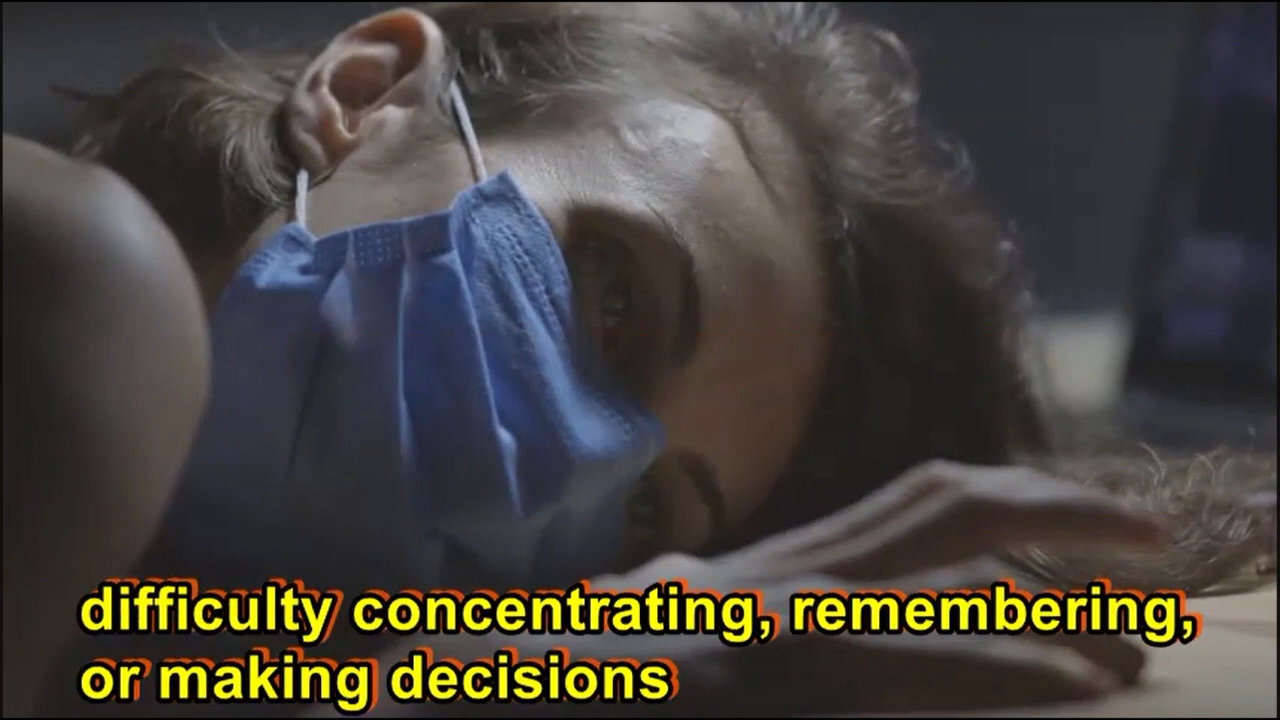 difficulty concentrating, remembering,
or making decisions